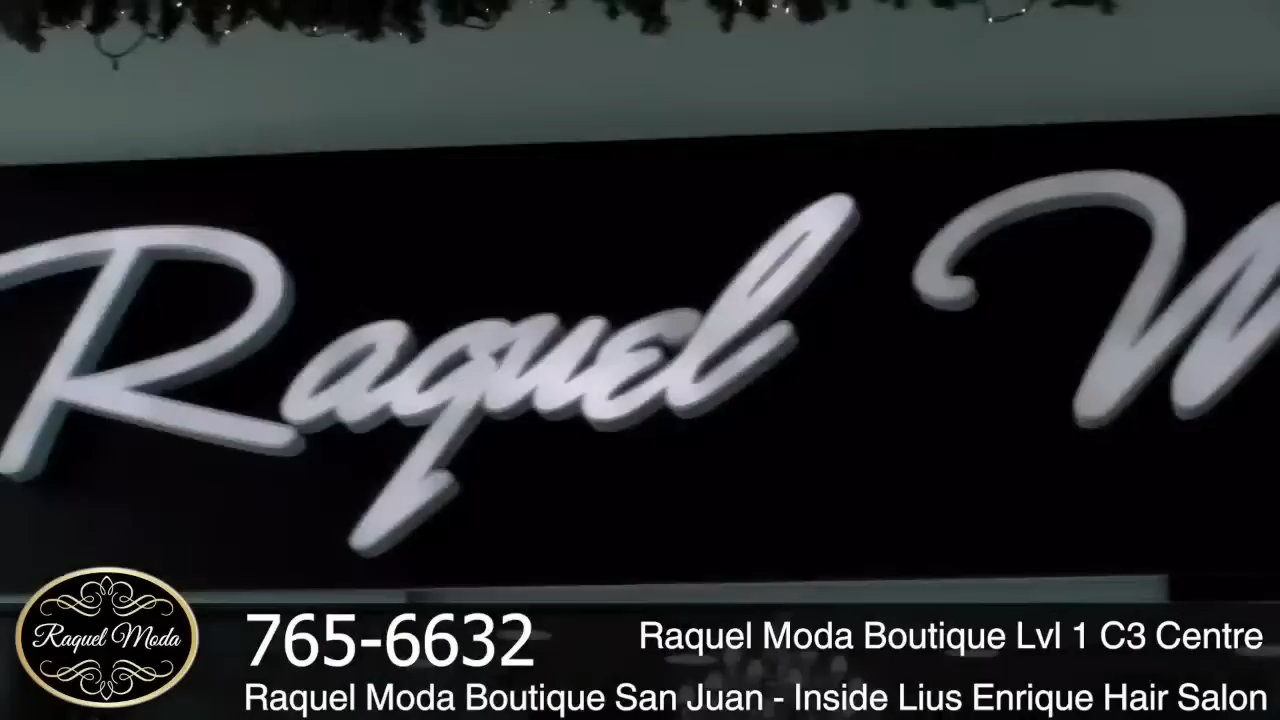 Raquel M
Raquel Moda
765-6632
Raquel Moda Boutique Lvl 1 C3 Centre
Raquel Moda Boutique San Juan - Inside Lius Enrique Hair Salon